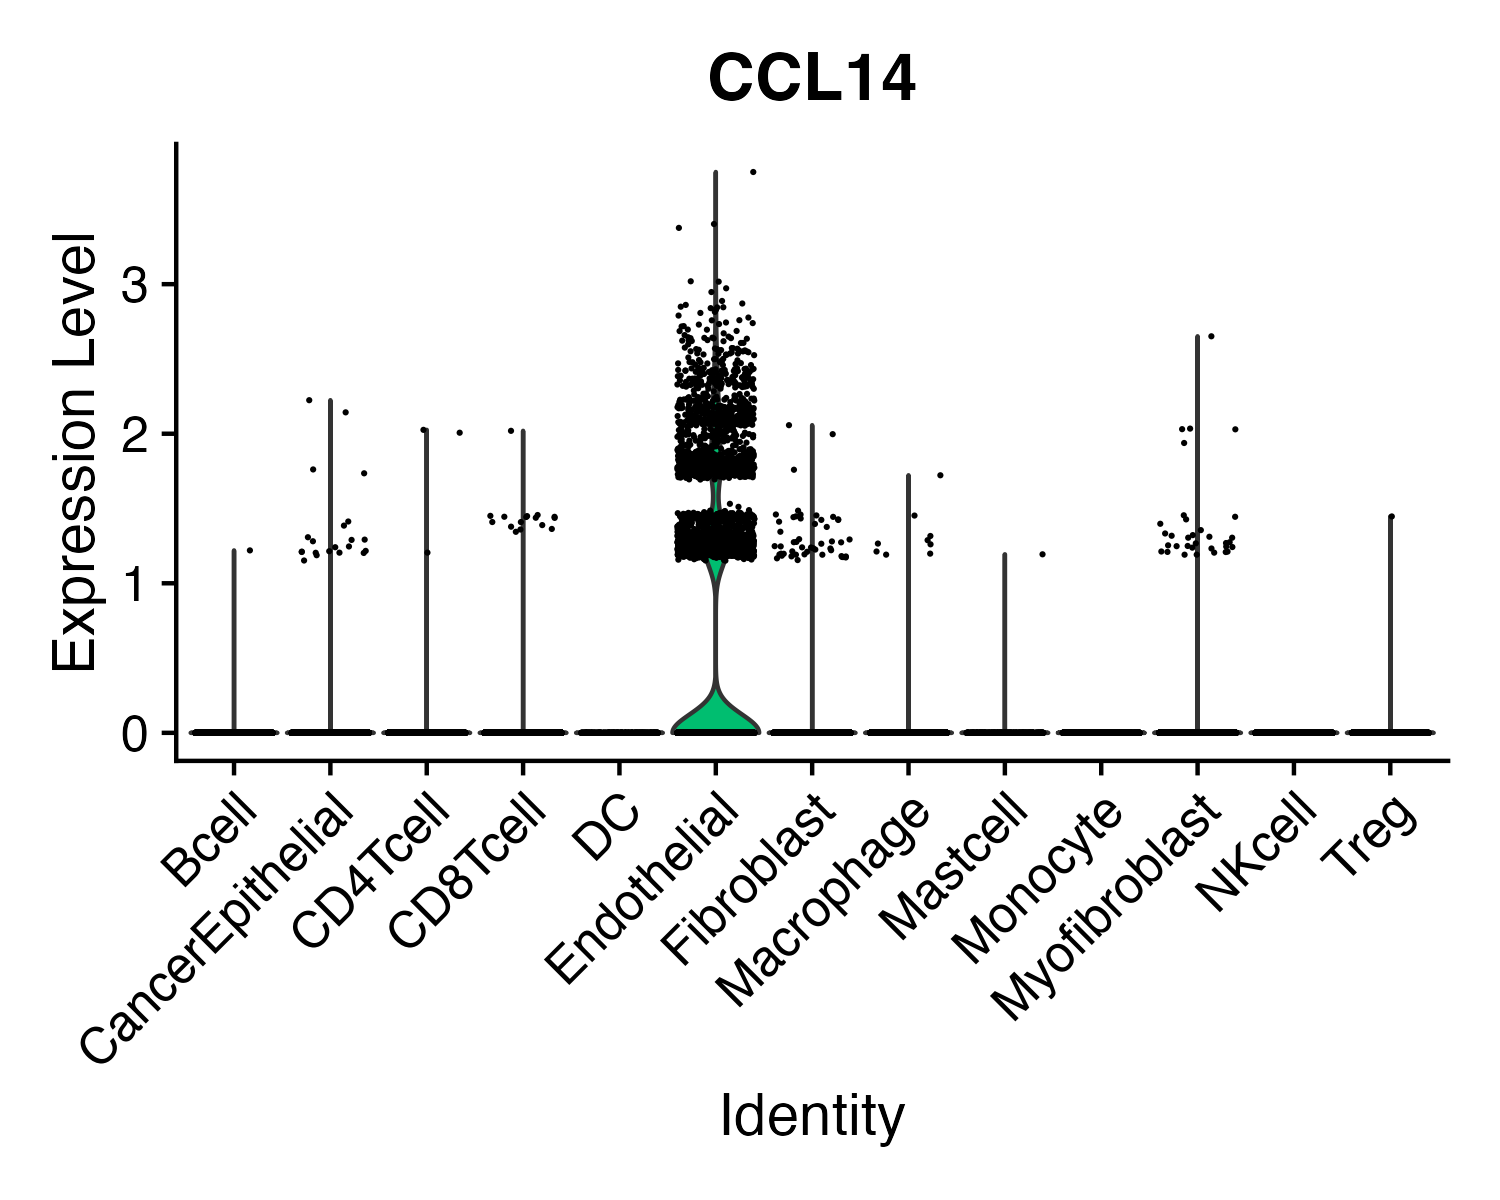 CCL14
Expression Level
3
2
1
0
Bcell
CancerEpithelial
CD4Tcell
CD8Tcell
DC
Endothelial
Fibroblast
Macrophage
Mastcell
Monocyte
Myofibroblast
NKcell
Treg
Identity